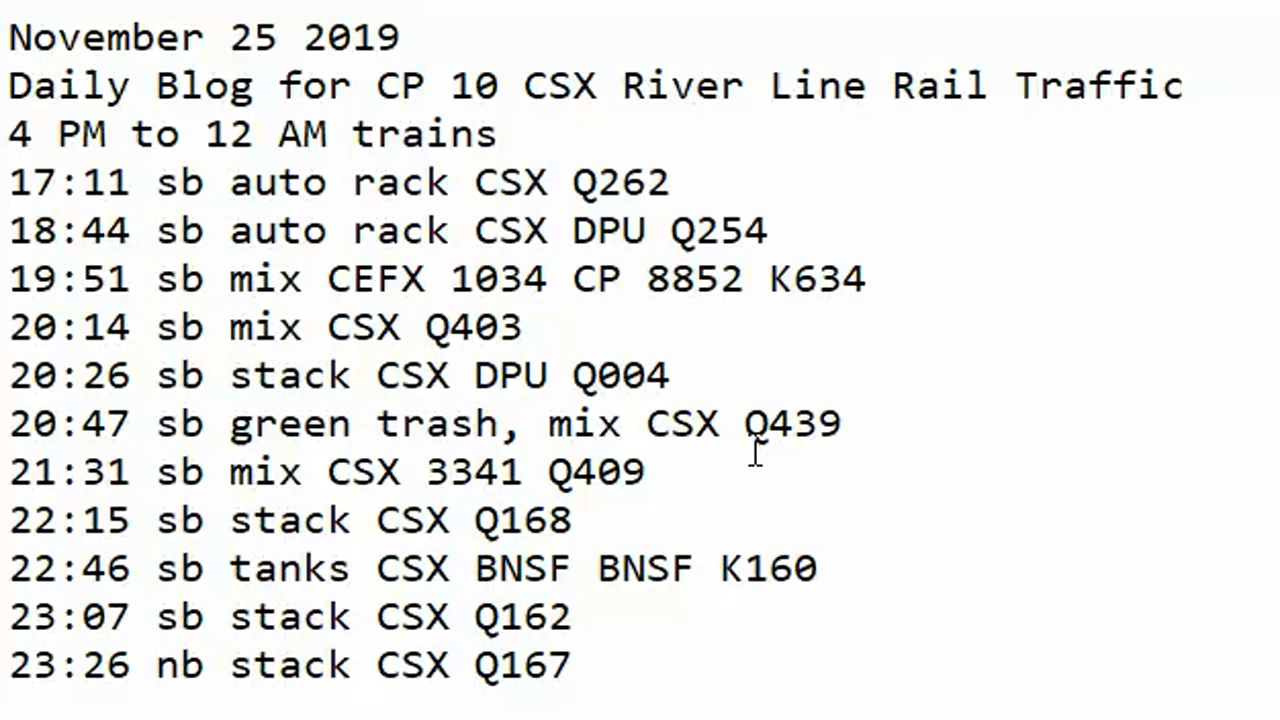 November 25 2019
Daily Blog for CP 10 CSX River Line Rail Traffic
4 PM to 12 AM trains
17:11 sb auto rack CSX Q262
18:44 sb auto rack CSX DPU Q254
19:51 sb mix CEFX 1034 CP 8852 K634
20:14 sb mix CSX Q403
20:26 sb stack CSX DPU Q004
20:47 sb green trash, mix CSX Q439
21:31 sb mix CSX 3341 Q409
22:15 sb stack CSX Q168
22:46 sb tanks CSX BNSF BNSF K160
23:07 sb stack CSX Q162
23:26 nb stack CSX Q167